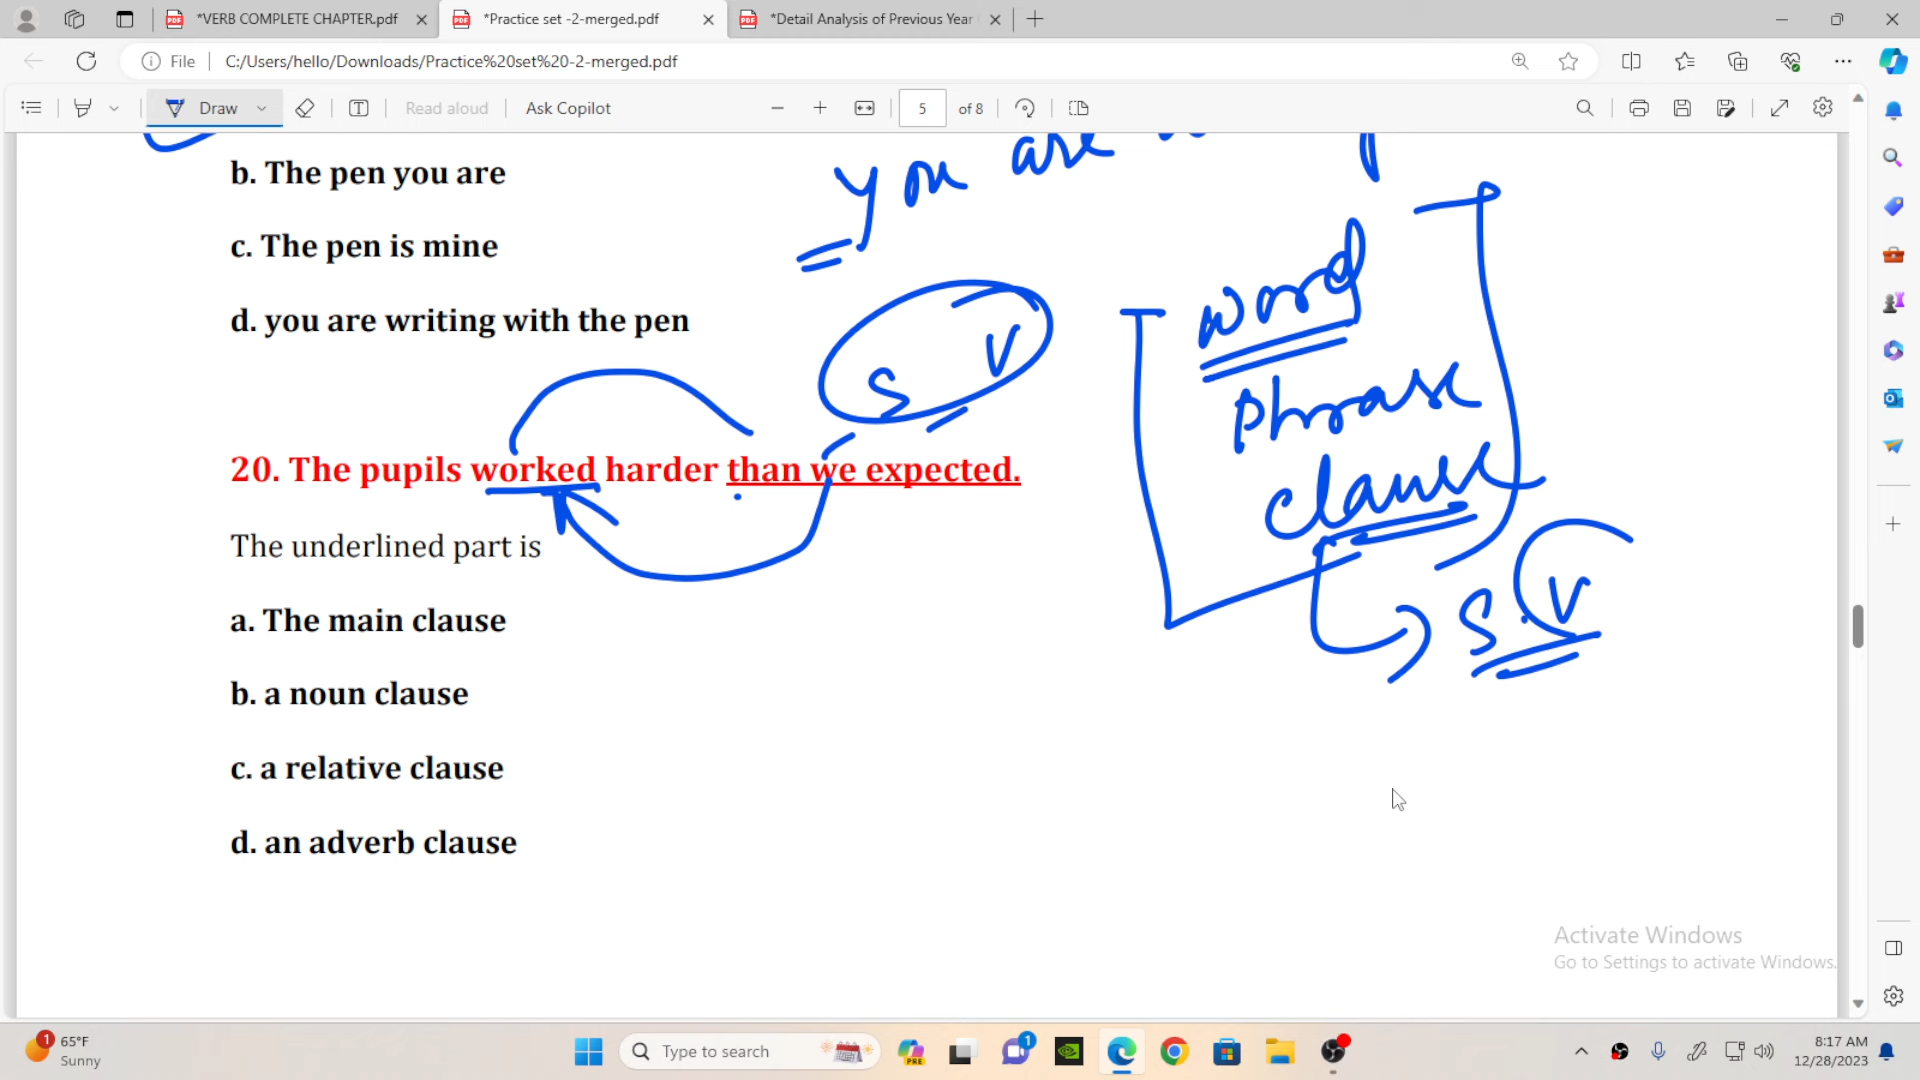 *VERB COMPLETE CHAPTER.pdf
*Practice set -2-merged.pdf
*Detail Analysis of Previous Year
File
C:/Users/hello/Downloads/Practice%20set%20-2-merged.pdf
Draw
Read aloud
Ask Copilot
5 of 8
you are
b. The pen you are
c. The pen is mine
d. you are writing with the pen
word
phrase
clause
S V
S V
20. The pupils worked harder than we expected.
The underlined part is
a. The main clause
b. a noun clause
c. a relative clause
d. an adverb clause
Activate Windows
Go to Settings to activate Windows.
1
65°F
Sunny
Type to search
PRE
1
8:17 AM
12/28/2023